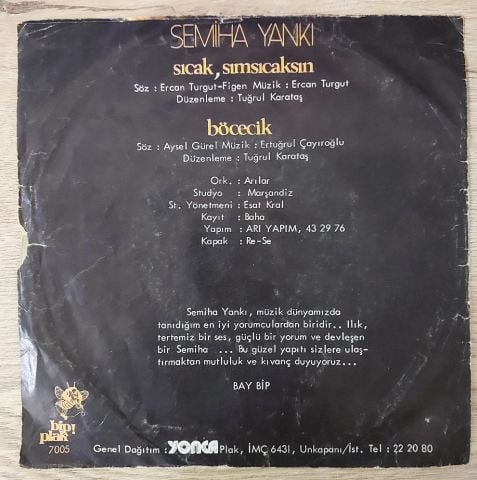 SEMİHA YANKI
sıcak, sımsıcaksın
Söz : Ercan Turgut-Figen Müzik : Ercan Turgut
Düzenleme : Tuğrul Karataş
böcecik
Söz : Aysel Gürel Müzik : Ertuğrul Çayıroğlu
Düzenleme : Tuğrul Karataş
Ork. : Arılar
Studyo : Marşandiz
St. Yönetmeni : Esat Kral
Kayıt : Baha
Yapım : ARI YAPIM, 43 29 76
Kapak : Re-Se
Semiha Yankı, müzik dünyamızda
tanıdığım en iyi yorumculardan biridir.. Ilık,
tertemiz bir ses, güçlü bir yorum ve devleşen
bir Semiha ... Bu güzel yapıtı sizlere ulaş-
tırmaktan mutluluk ve kıvanç duyuyoruz...
BAY BİP
bip!
plak
7005
Genel Dağıtım : yonca Plak, İMÇ 6431, Unkapanı/İst. Tel : 22 20 80